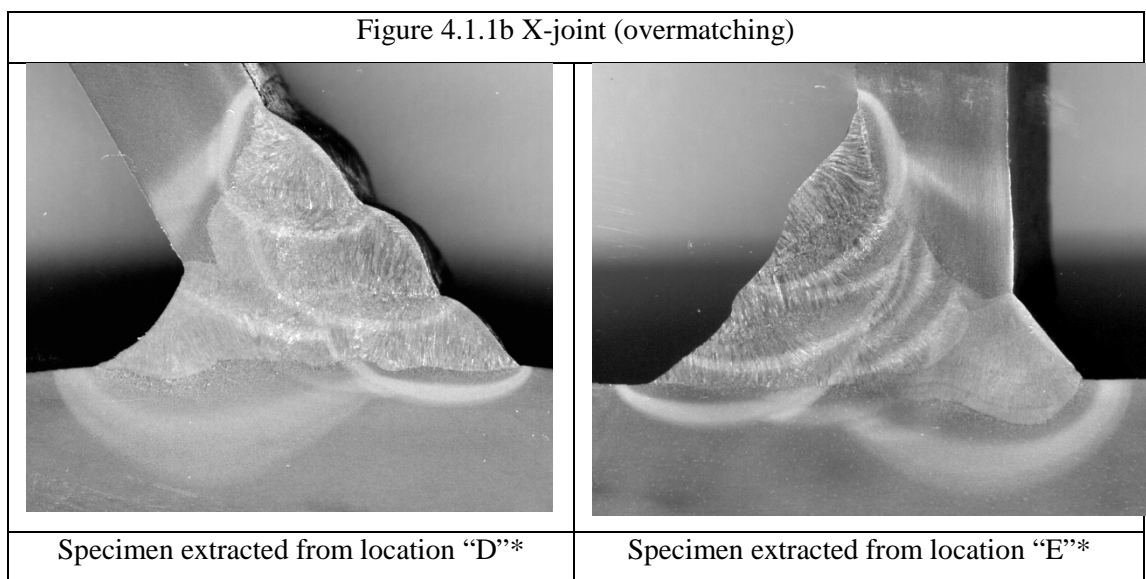 Figure 4.1.1b X-joint (overmatching)
Specimen extracted from location “D”*
Specimen extracted from location “E”*